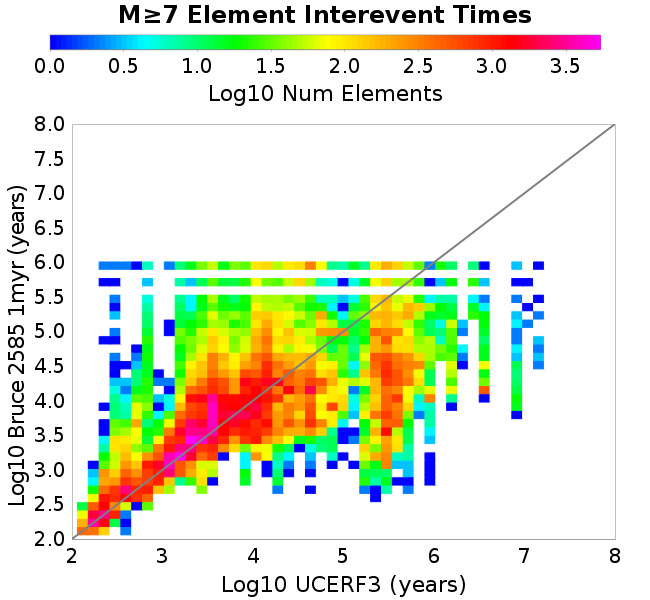 M≥7 Element Interevent Times
0.0 0.5 1.0 1.5 2.0 2.5 3.0 3.5
Log10 Num Elements
Log10 Bruce 2585 1myr (years)
8.0
7.5
7.0
6.5
6.0
5.5
5.0
4.5
4.0
3.5
3.0
2.5
2.0
2 3 4 5 6 7 8
Log10 UCERF3 (years)